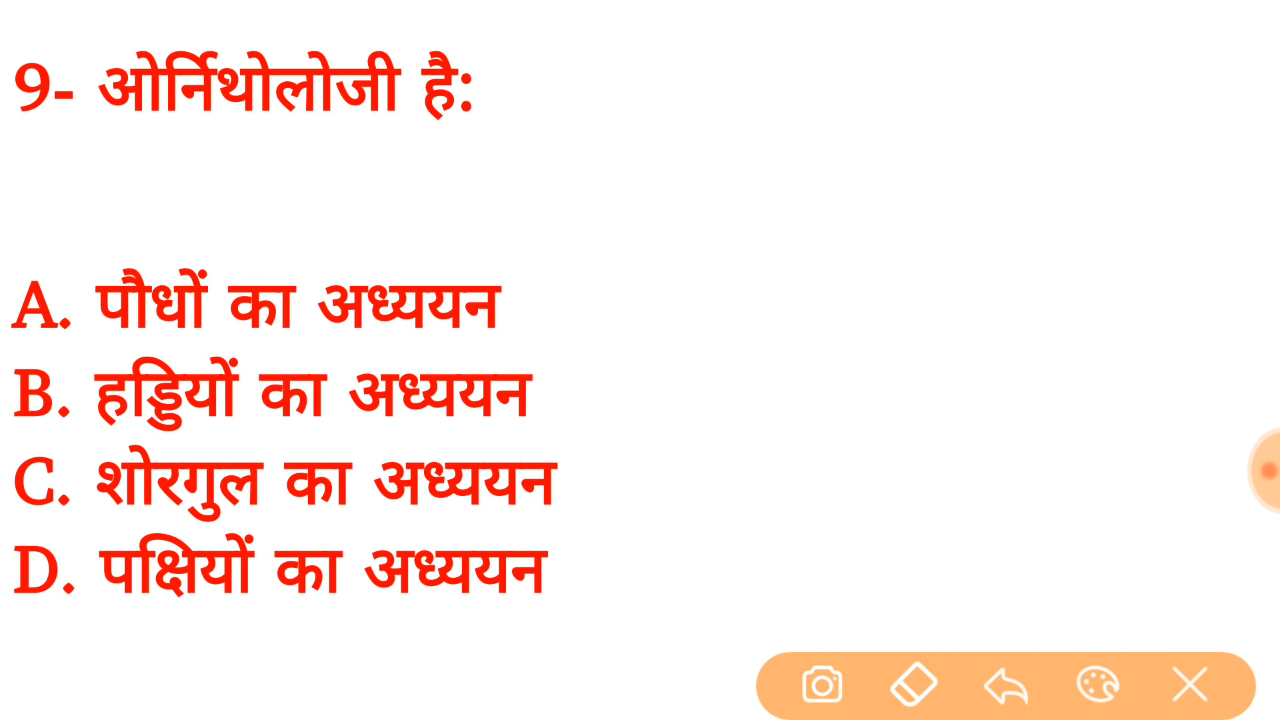 9- ओर्निथोलोजी है:
A. पौधों का अध्ययन
B. हड्डियों का अध्ययन
C. शोरगुल का अध्ययन
D. पक्षियों का अध्ययन